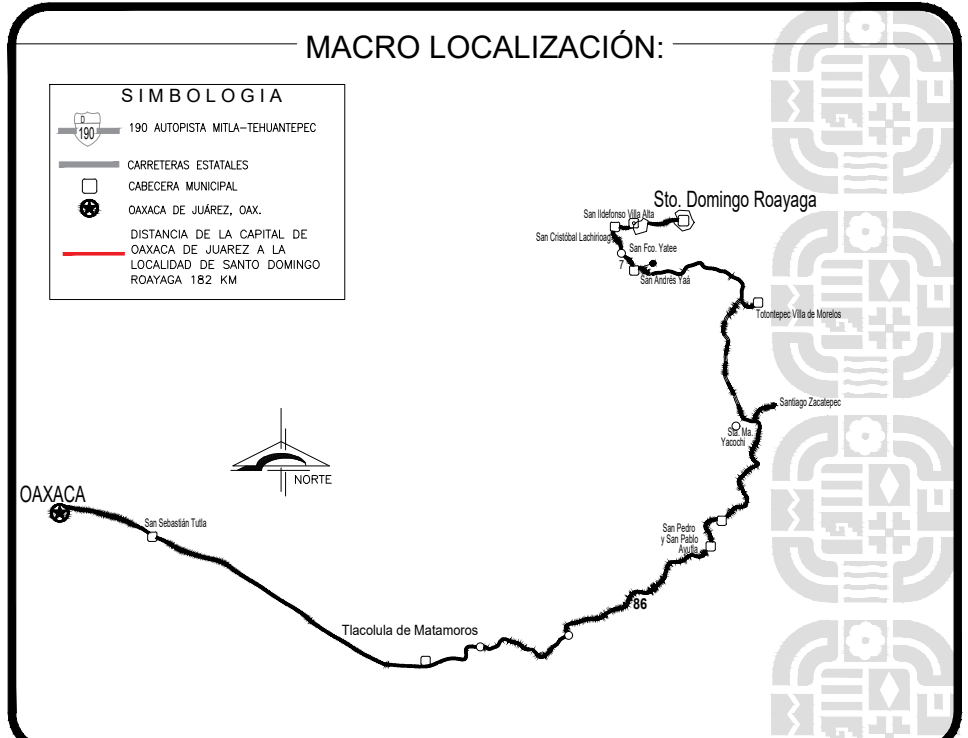 MACRO LOCALIZACIÓN:
SIMBOLOGIA
D
190
190 AUTOPISTA MITLA-TEHUANTEPEC
CARRETERAS ESTATALES
CABECERA MUNICIPAL
OAXACA DE JUÁREZ, OAX.
DISTANCIA DE LA CAPITAL DE
OAXACA DE JUAREZ A LA
LOCALIDAD DE SANTO DOMINGO
ROAYAGA 182 KM
Sto. Domingo Roayaga
San Ildefonso Villa Alta
San Cristóbal Lachirioag
San Fco. Yatee
7
San Andrés Yaá
Totontepec Villa de Morelos
Santiago Zacatepec
Sta. Ma.
Yacochi
NORTE
OAXACA
San Sebastián Tutla
San Pedro
y San Pablo
Ayutla
86
Tlacolula de Matamoros